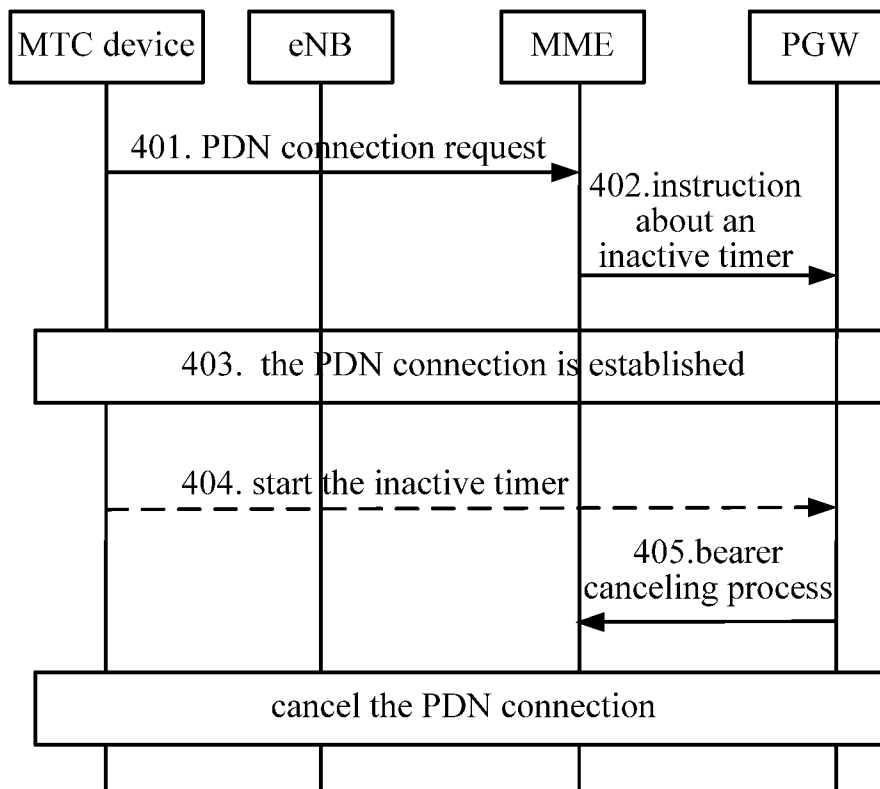 MTC device
eNB
MME
PGW
401. PDN connection request
402.instruction
about an
inactive timer
403. the PDN connection is established
404. start the inactive timer
405.bearer
canceling process
cancel the PDN connection